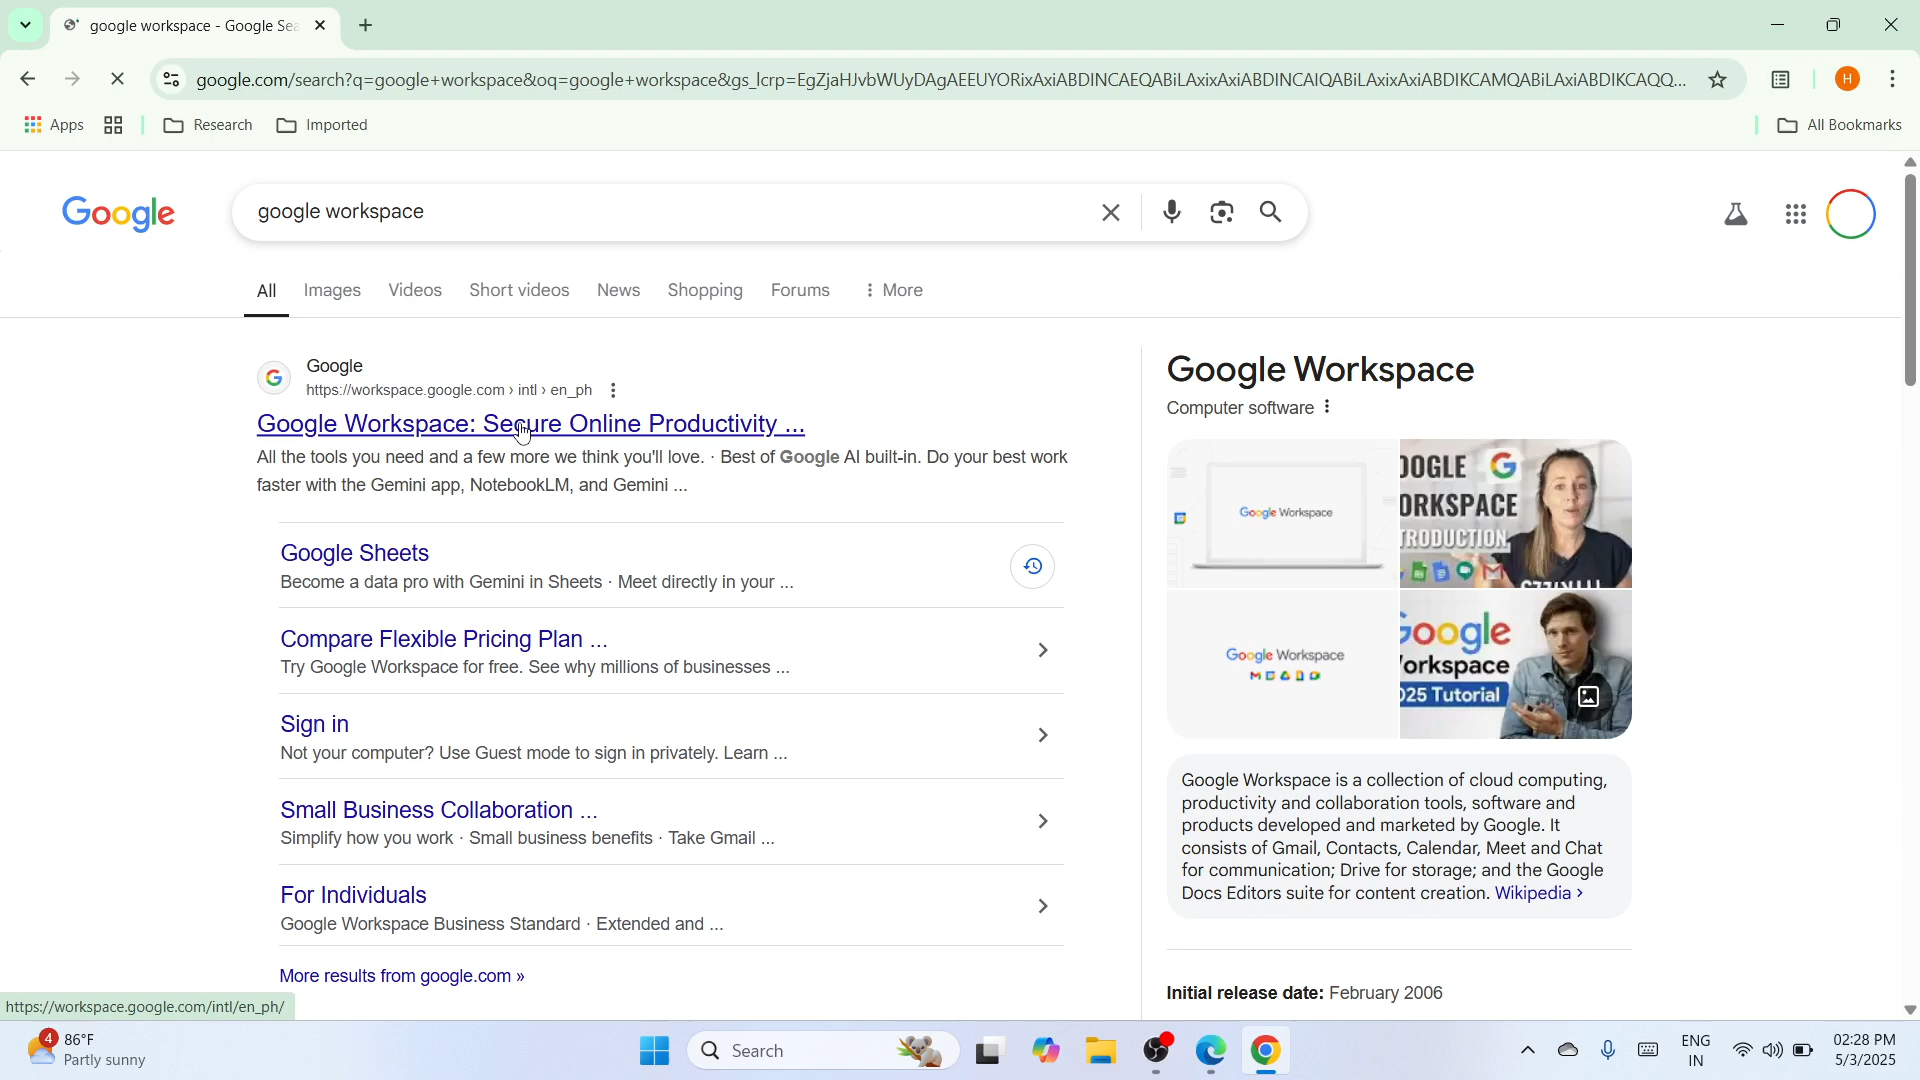 google workspace - Google Sea
google.com/search?q=google+workspace&oq=google+workspace&gs_lcrp=EgZjaHJvbWUyDAgAEEUYORixAxiABDINCAEQABiLAxixAxiABDINCAIQABiLAxixAxiABDIKCAMQABiLAxiABDIKCAQQ...
H
Apps
Research
Imported
All Bookmarks
Google
google workspace
All
Images
Videos
Short videos
News
Shopping
Forums
More
Google
https://workspace.google.com › intl › en_ph
Google Workspace: Secure Online Productivity ...
All the tools you need and a few more we think you'll love. · Best of Google AI built-in. Do your best work
faster with the Gemini app, NotebookLM, and Gemini ...
Google Sheets
Become a data pro with Gemini in Sheets · Meet directly in your ...
Compare Flexible Pricing Plan ...
Try Google Workspace for free. See why millions of businesses ...
Sign in
Not your computer? Use Guest mode to sign in privately. Learn ...
Small Business Collaboration ...
Simplify how you work · Small business benefits · Take Gmail ...
For Individuals
Google Workspace Business Standard · Extended and ...
More results from google.com »
Google Workspace
Computer software
Google Workspace
OOGLE
ORKSPACE
TRODUCTION
Google Workspace
oogle
orkspace
025 Tutorial
Google Workspace is a collection of cloud computing,
productivity and collaboration tools, software and
products developed and marketed by Google. It
consists of Gmail, Contacts, Calendar, Meet and Chat
for communication; Drive for storage; and the Google
Docs Editors suite for content creation. Wikipedia ›
Initial release date: February 2006
https://workspace.google.com/intl/en_ph/
4
86°F
Partly sunny
Search
ENG
IN
02:28 PM
5/3/2025